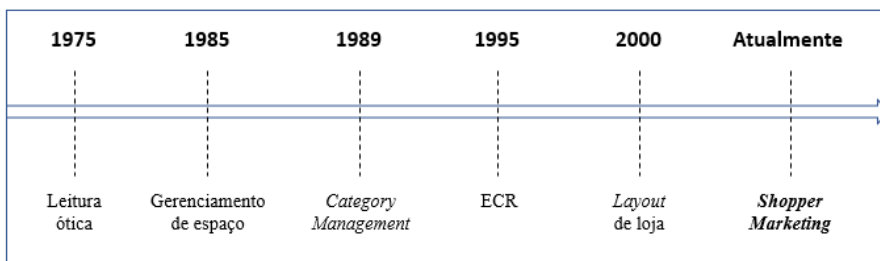 1975 1985 1989 1995 2000 Atualmente
Leitura Gerenciamento Category ECR Layout Shopper
ótica de espaço Management de loja Marketing